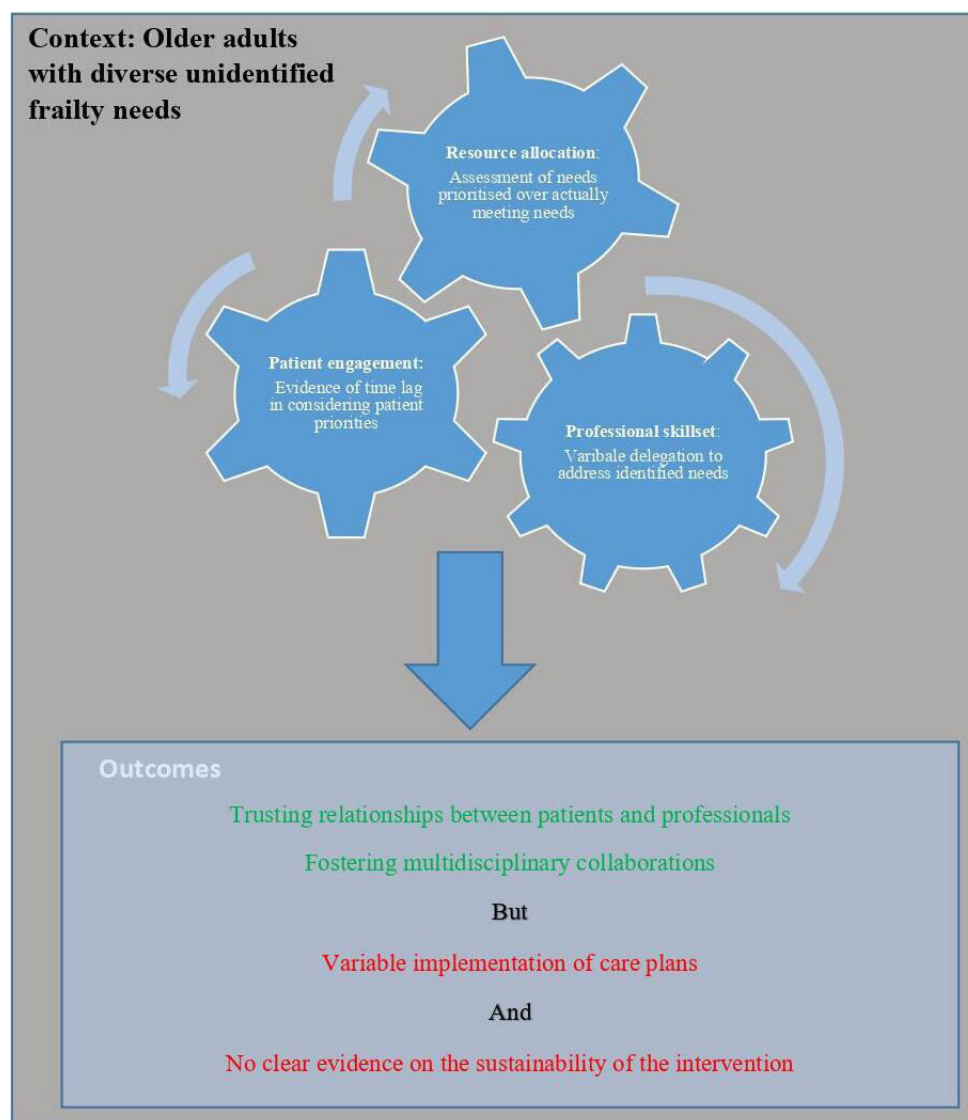 Context: Older adults
with diverse unidentified
frailty needs
Resource allocation:
Assessment of needs
prioritised over actually
meeting needs
Patient engagement:
Evidence of time lag
in considering patient
priorities
Professional skillset:
Varibale delegation to
address identified needs
Outcomes
Trusting relationships between patients and professionals
Fostering multidisciplinary collaborations
But
Variable implementation of care plans
And
No clear evidence on the sustainability of the intervention